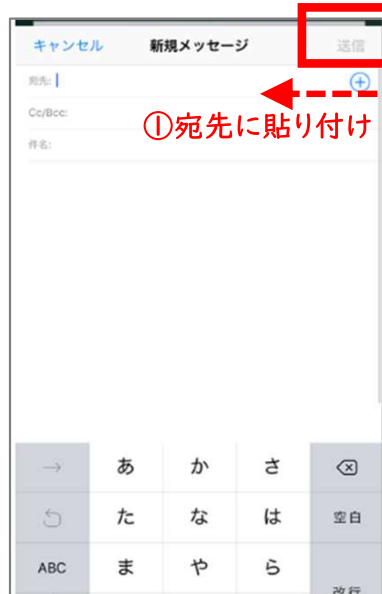 キャンセル 新規メッセージ 送信
宛先:
Cc/Bcc:
①宛先に貼り付け
件名:
→ あ か さ
た な は 空白
ABC ま や ら
改行